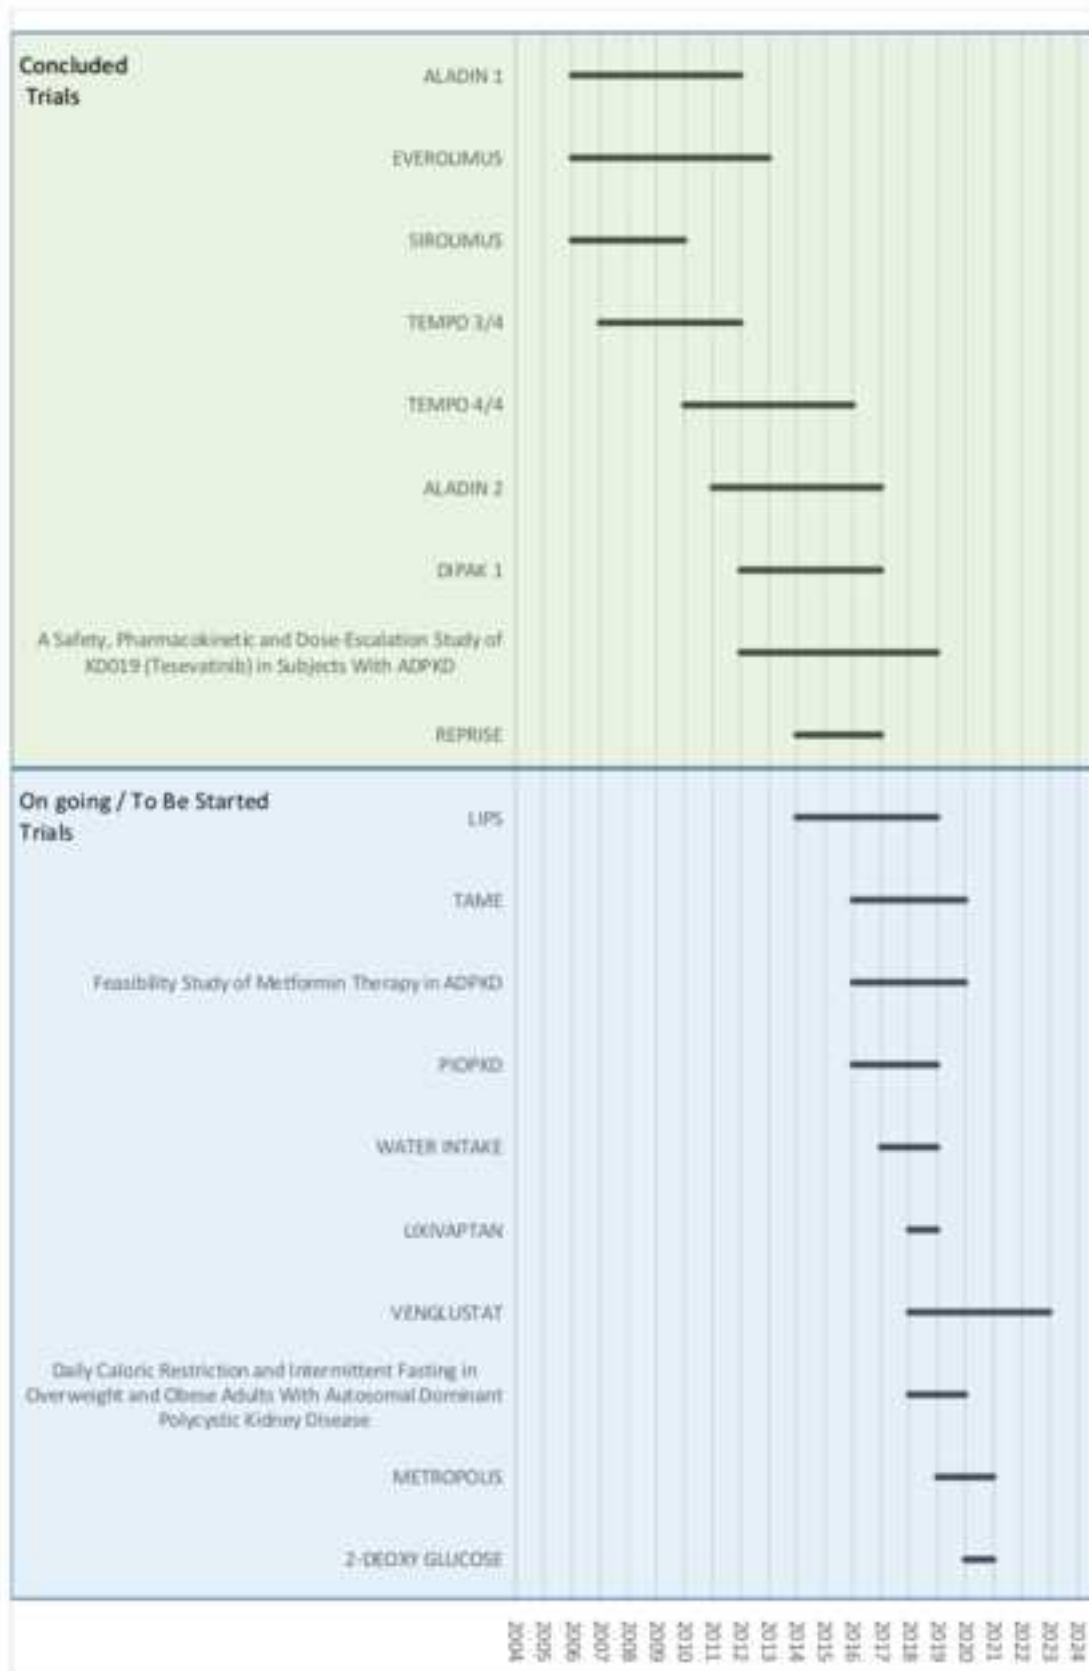 Concluded
Trials
ALADIN 1
EVEROLIMUS
SIROLIMUS
TEMPO 3/4
TEMPO 4/4
ALADIN 2
DIPAK 1
A Safety, Pharmacokinetic and Dose-Escalation Study of
KD019 (Tesevatinib) in Subjects With ADPKD
REPRISE
On going / To Be Started
Trials
LIPS
TAME
Feasibility Study of Metformin Therapy in ADPKD
PIOPKD
WATER INTAKE
LIXIVAPTAN
VENGLUSTAT
Daily Caloric Restriction and Intermittent Fasting in
Overweight and Obese Adults With Autosomal Dominant
Polycystic Kidney Disease
METROPOLIS
2-DEOXY GLUCOSE
2004
2005
2006
2007
2008
2009
2010
2011
2012
2013
2014
2015
2016
2017
2018
2019
2020
2021
2022
2023
2024